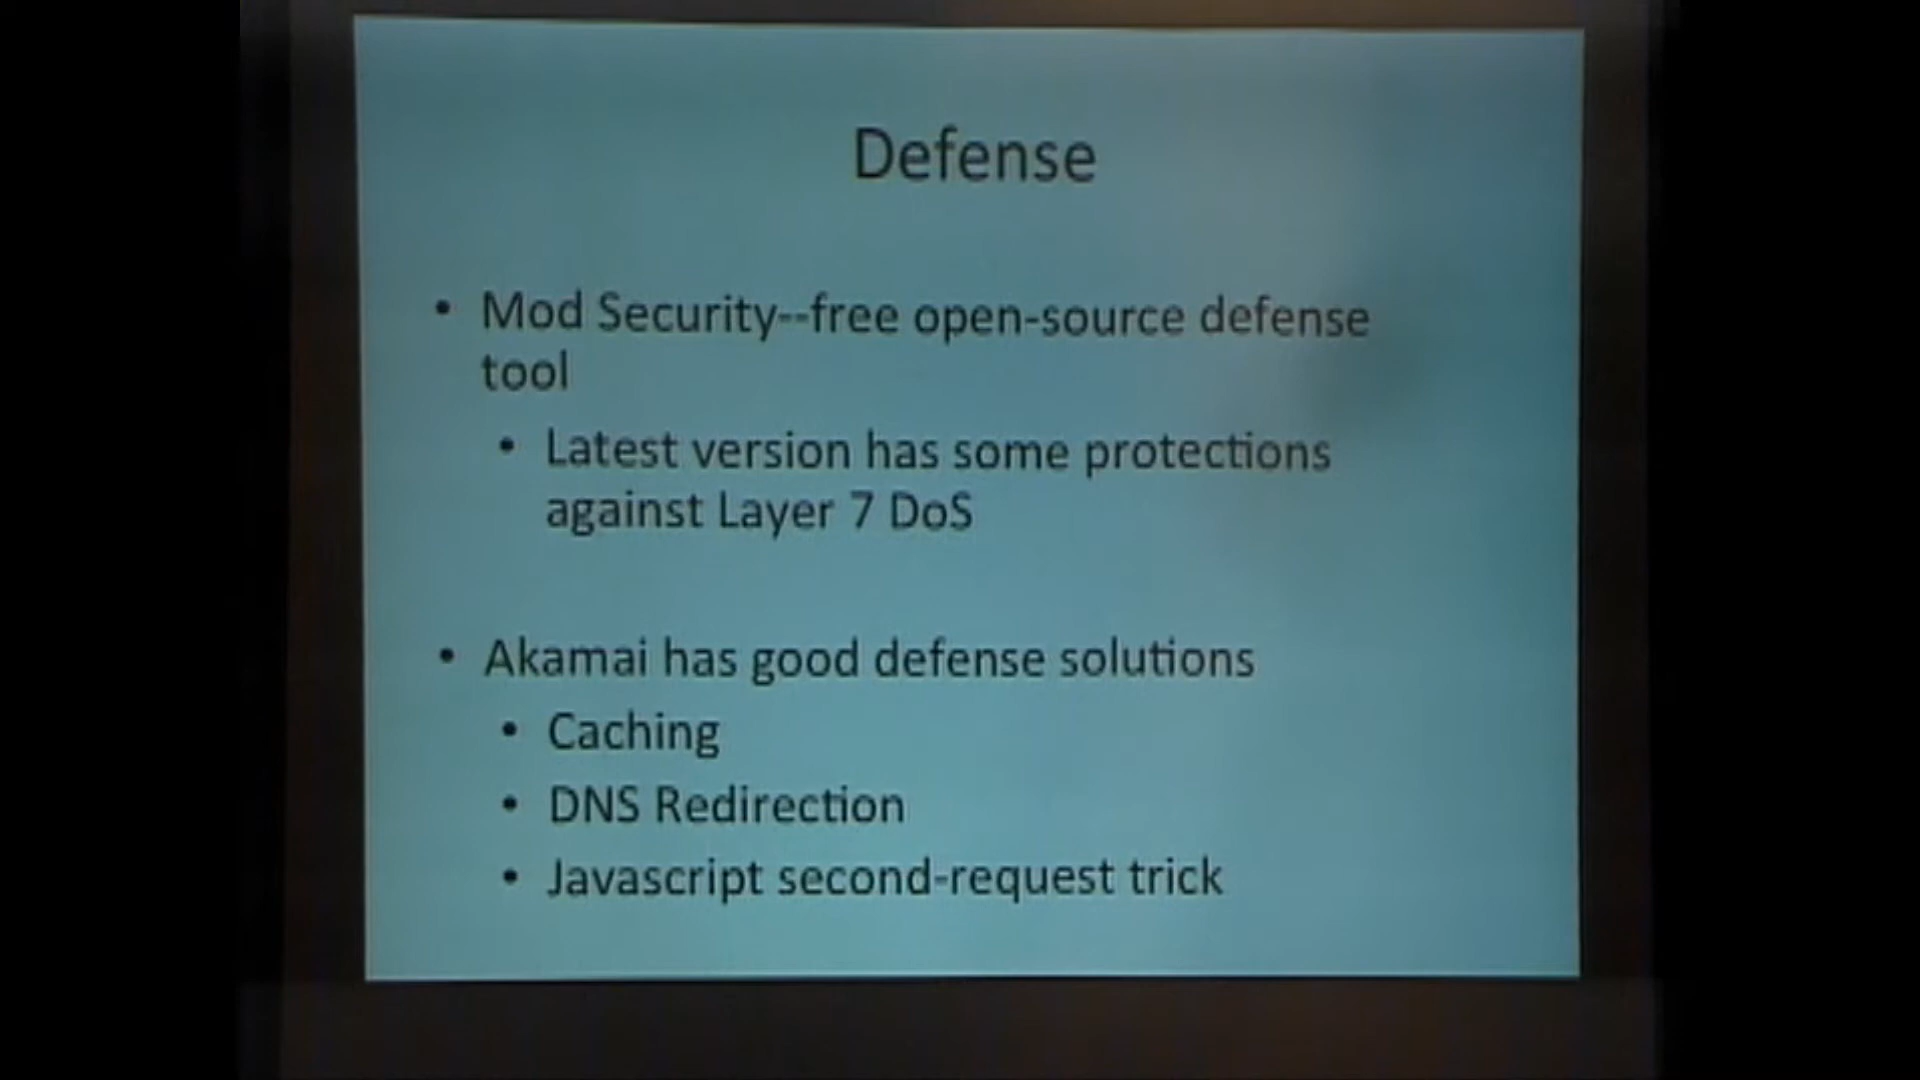 Defense
• Mod Security--free open-source defense
tool
• Latest version has some protections
against Layer 7 DoS
• Akamai has good defense solutions
• Caching
• DNS Redirection
• Javascript second-request trick